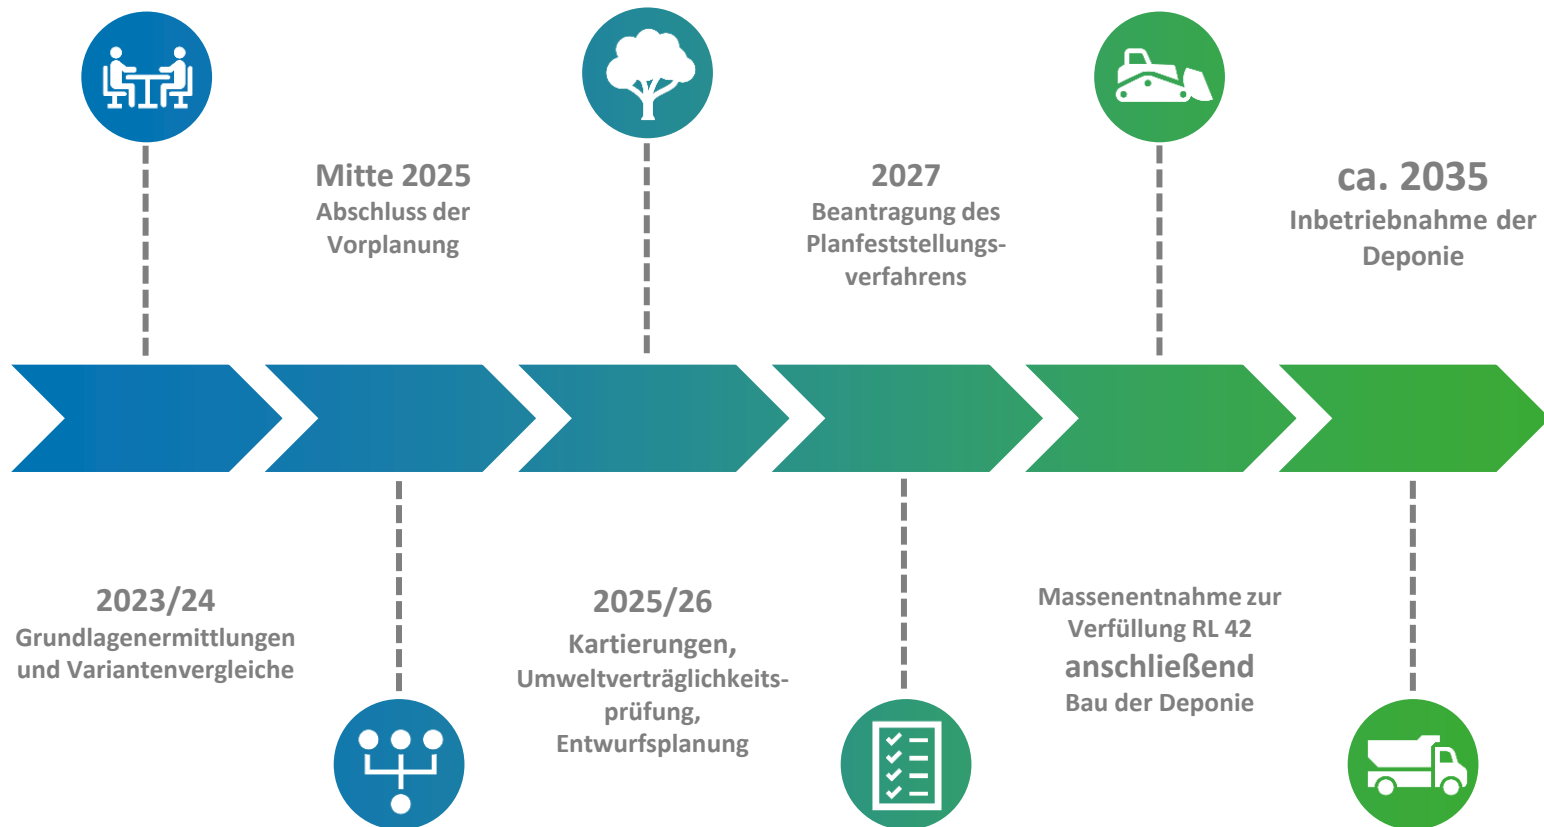 2023/24
Grundlagenermittlungen
und Variantenvergleiche
Mitte 2025
Abschluss der
Vorplanung
2025/26
Kartierungen,
Umweltverträglichkeits-
prüfung,
Entwurfsplanung
2027
Beantragung des
Planfeststellungs-
verfahrens
Massenentnahme zur
Verfüllung RL 42
anschließend
Bau der Deponie
ca. 2035
Inbetriebnahme der
Deponie